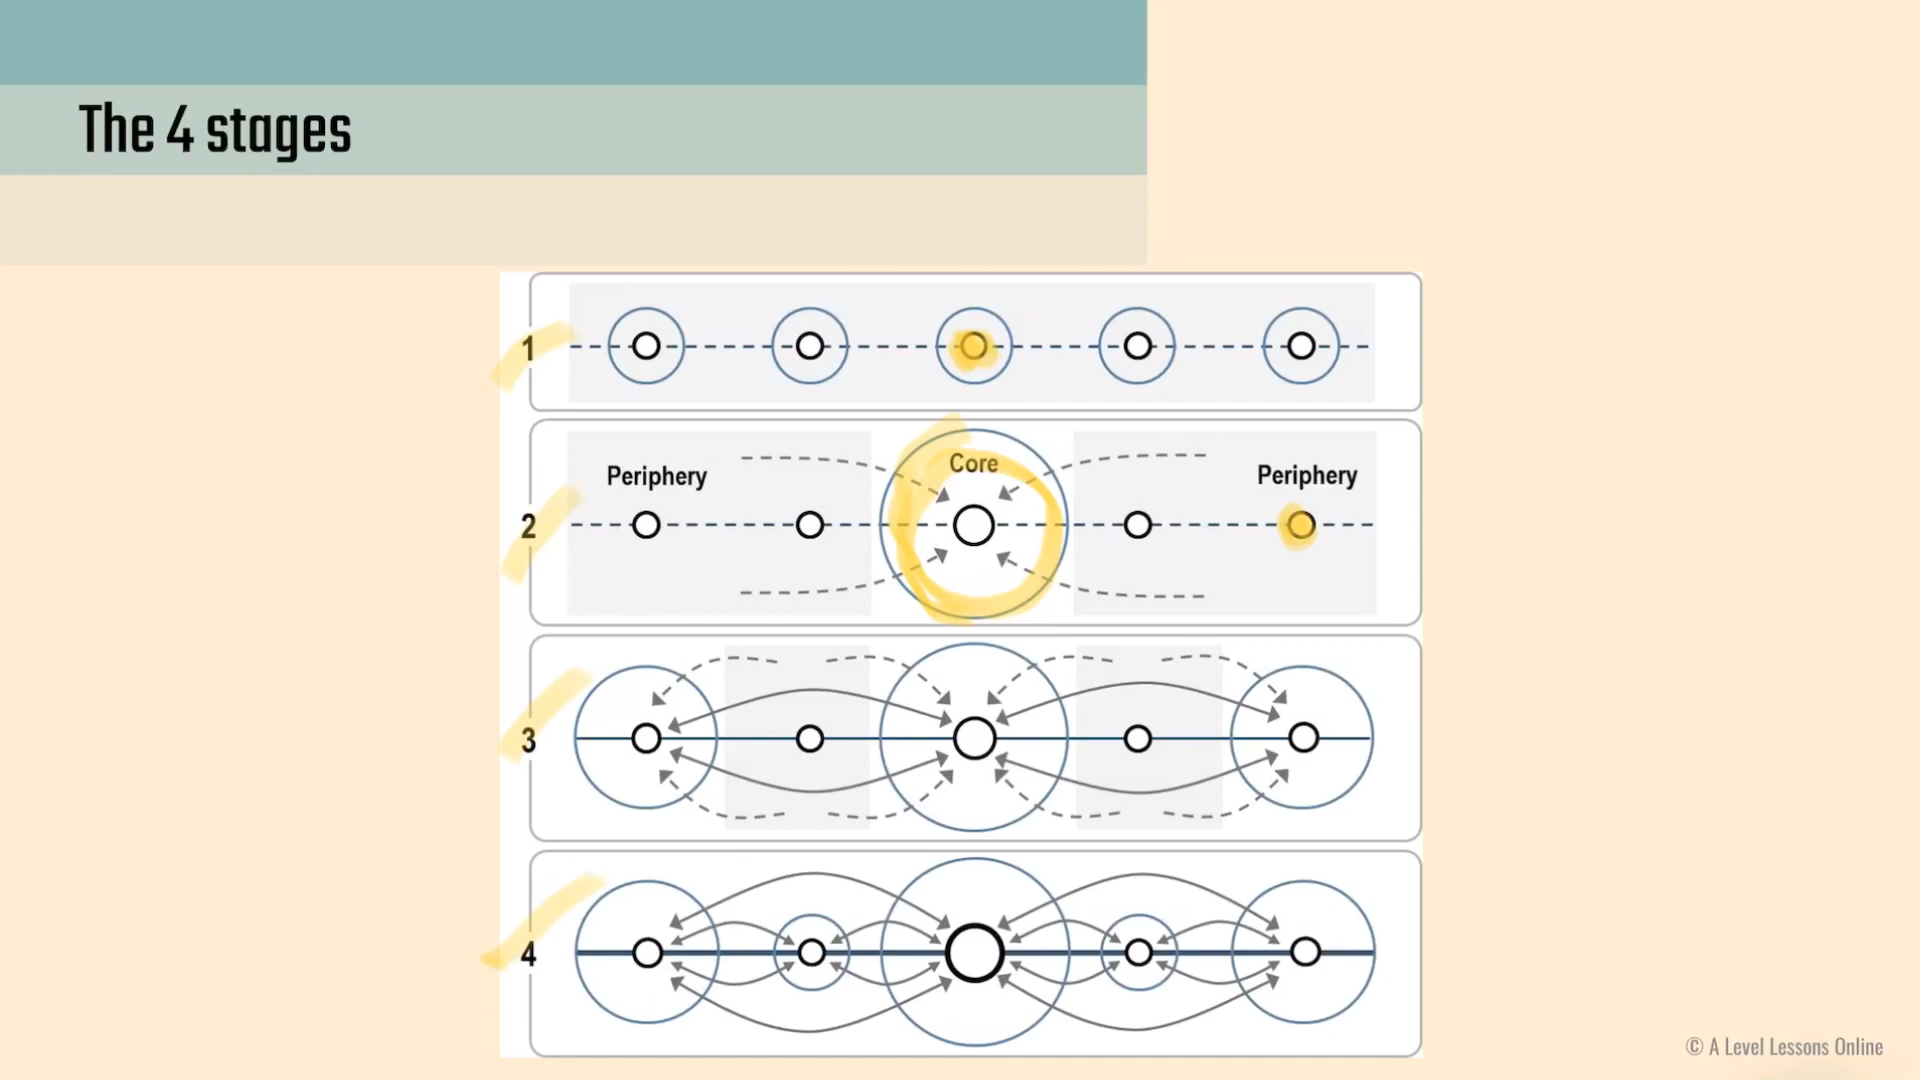 The 4 stages
1
Core
Periphery
Periphery
2
3
4
© A Level Lessons Online